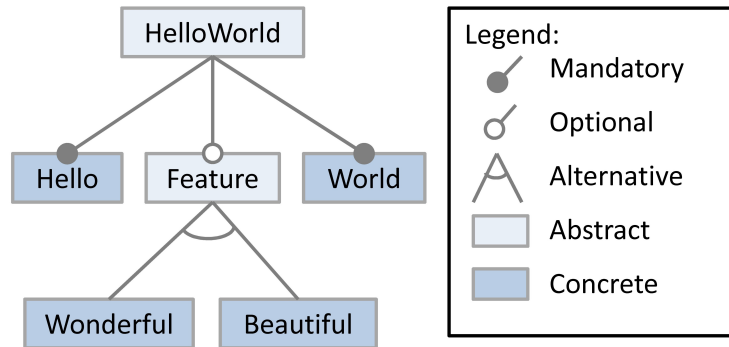 HelloWorld
Hello
Feature
World
Wonderful
Beautiful
Legend:
Mandatory
Optional
Alternative
Abstract
Concrete